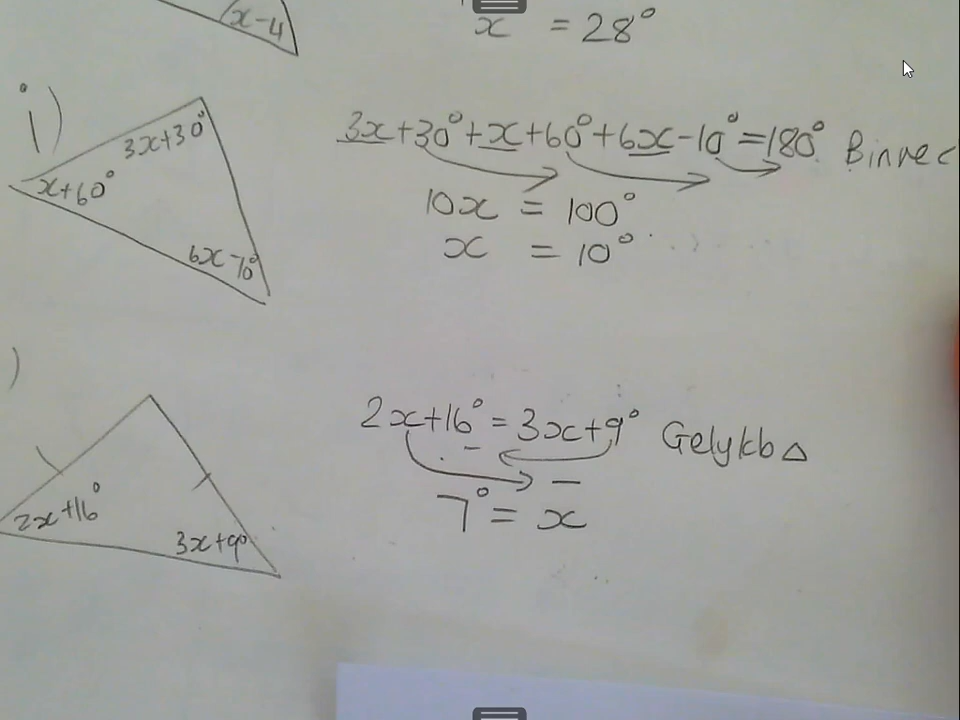 x-4
x = 28°
i)
3x+30°
x+60°
6x-10°
3x+30°+x+60°+6x-10°=180° Binne
10x = 100°
x = 10°
)
2x+16°
3x+9°
2x+16° = 3x+9° Gelykb △
7° = x